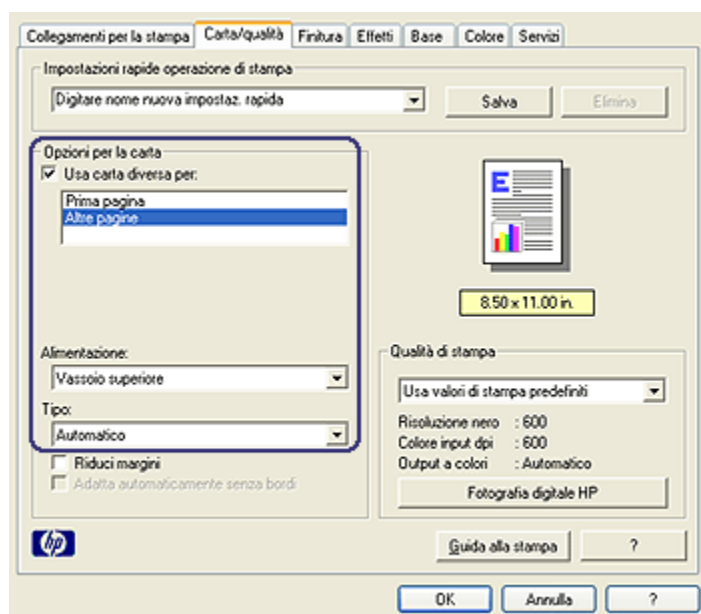 Collegamenti per la stampa Carta/qualità Finitura Effetti Base Colore Servizi
Impostazioni rapide operazione di stampa
Digitare nome nuova impostaz. rapida
Salva
Elimina
Opzioni per la carta
Usa carta diversa per:
Prima pagina
Altre pagine
E
8.50 x 11.00 in.
Alimentazione:
Vassoio superiore
Tipo:
Automatico
Riduci margini
Adatta automaticamente senza bordi
Qualità di stampa
Usa valori di stampa predefiniti
Risoluzione nero : 600
Colore input dpi : 600
Output a colori : Automatico
Fotografia digitale HP
hp
Guida alla stampa
?
OK
Annulla
?